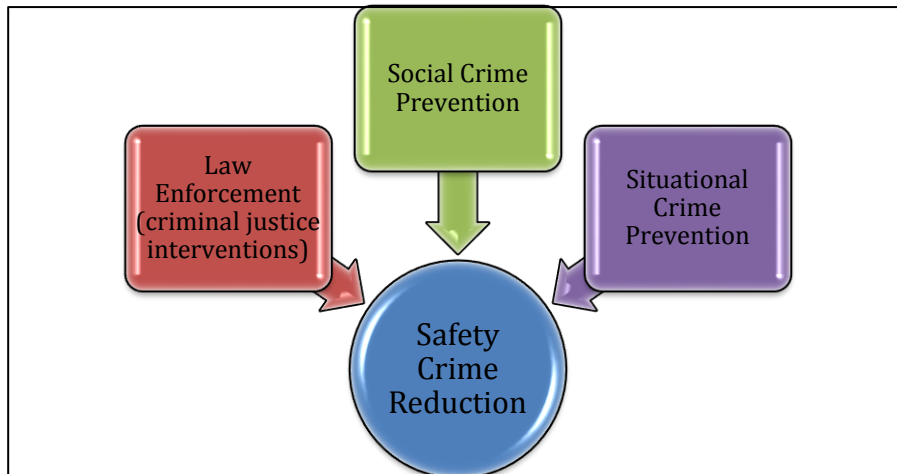 Social Crime
Prevention
Law
Enforcement
(criminal justice
interventions)
Situational
Crime
Prevention
Safety
Crime
Reduction